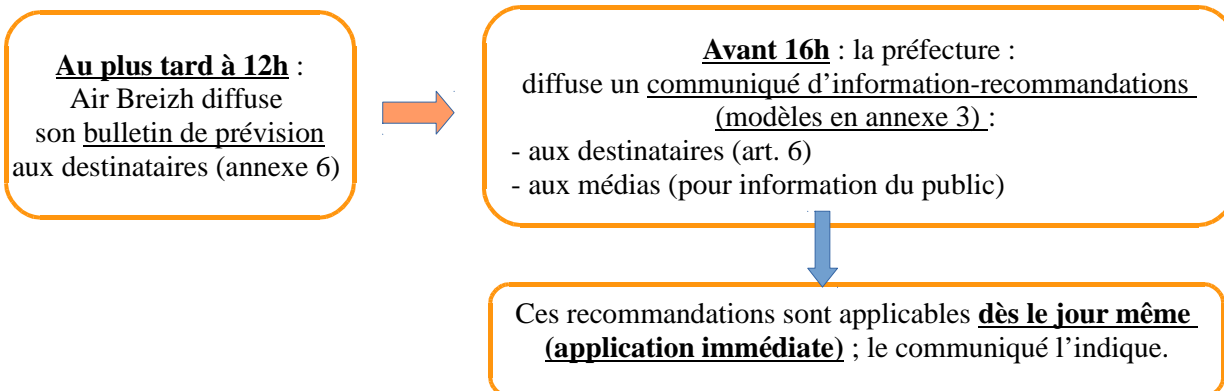 Au plus tard à 12h :
Air Breizh diffuse
son bulletin de prévision
aux destinataires (annexe 6)
Avant 16h : la préfecture :
diffuse un communiqué d’information-recommandations
(modèles en annexe 3) :
- aux destinataires (art. 6)
- aux médias (pour information du public)
Ces recommandations sont applicables dès le jour même
(application immédiate) ; le communiqué l’indique.